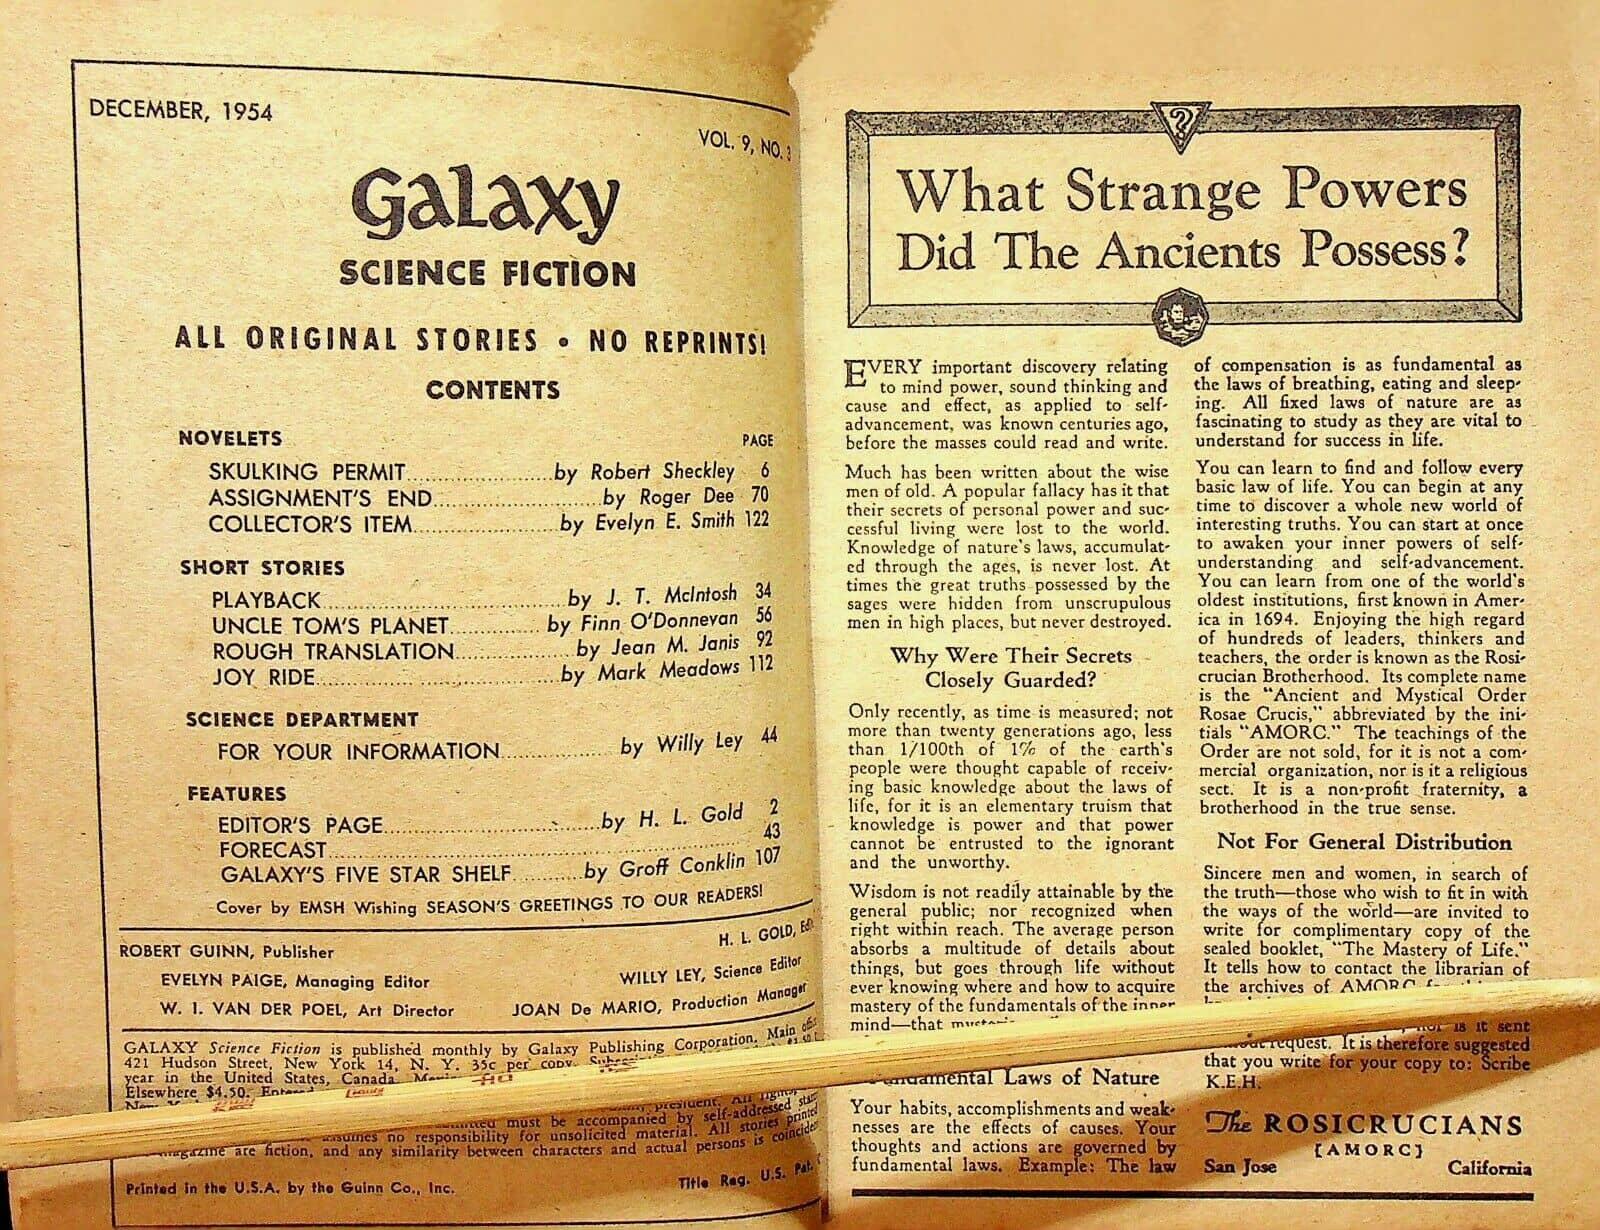 DECEMBER, 1954
VOL. 9, NO. 3
Galaxy
SCIENCE FICTION
ALL ORIGINAL STORIES • NO REPRINTS!
CONTENTS
NOVELETS PAGE
SKULKING PERMIT..................by Robert Sheckley 6
ASSIGNMENT'S END..................by Roger Dee 70
COLLECTOR'S ITEM..................by Evelyn E. Smith 122
SHORT STORIES
PLAYBACK..................by J. T. McIntosh 34
UNCLE TOM'S PLANET..................by Finn O'Donnevan 56
ROUGH TRANSLATION..................by Jean M. Janis 92
JOY RIDE..................by Mark Meadows 112
SCIENCE DEPARTMENT
FOR YOUR INFORMATION..................by Willy Ley 44
FEATURES
EDITOR'S PAGE..................by H. L. Gold 2
FORECAST.................. 43
GALAXY'S FIVE STAR SHELF..........by Groff Conklin 107
Cover by EMSH Wishing SEASON'S GREETINGS TO OUR READERS!
ROBERT GUINN, Publisher H. L. GOLD,
EVELYN PAIGE, Managing Editor WILLY LEY, Science Editor
W. I. VAN DER POEL, Art Director JOAN De MARIO, Production Manager
GALAXY Science Fiction is published monthly by Galaxy Publishing Corporation. Main
421 Hudson Street, New York 14, N. Y. 35c per copy.
year in the United States, Canada,
Elsewhere $4.50.
president. All
must be accompanied by self-addressed
no responsibility for unsolicited material. All stories printed
magazine are fiction, and any similarity between characters and actual persons is
Printed in the U.S.A. by the Guinn Co., Inc. Title Reg. U.S. Pat.
?
What Strange Powers
Did The Ancients Possess?
EVERY important discovery relating
to mind power, sound thinking and
cause and effect, as applied to self-
advancement, was known centuries ago,
before the masses could read and write.
Much has been written about the wise
men of old. A popular fallacy has it that
their secrets of personal power and suc-
cessful living were lost to the world.
Knowledge of nature's laws, accumulat-
ed through the ages, is never lost. At
times the great truths possessed by the
sages were hidden from unscrupulous
men in high places, but never destroyed.
Why Were Their Secrets
Closely Guarded?
Only recently, as time is measured; not
more than twenty generations ago, less
than 1/100th of 1% of the earth's
people were thought capable of receiv-
ing basic knowledge about the laws of
life, for it is an elementary truism that
knowledge is power and that power
cannot be entrusted to the ignorant
and the unworthy.
Wisdom is not readily attainable by the
general public; nor recognized when
right within reach. The average person
absorbs a multitude of details about
things, but goes through life without
ever knowing where and how to acquire
mastery of the fundamentals of the inner
mind—that
Laws of Nature
Your habits, accomplishments and weak-
nesses are the effects of causes. Your
thoughts and actions are governed by
fundamental laws. Example: The law
of compensation is as fundamental as
the laws of breathing, eating and sleep-
ing. All fixed laws of nature are as
fascinating to study as they are vital to
understand for success in life.
You can learn to find and follow every
basic law of life. You can begin at any
time to discover a whole new world of
interesting truths. You can start at once
to awaken your inner powers of self-
understanding and self-advancement.
You can learn from one of the world's
oldest institutions, first known in Amer-
ica in 1694. Enjoying the high regard
of hundreds of leaders, thinkers and
teachers, the order is known as the Rosi-
crucian Brotherhood. Its complete name
is the "Ancient and Mystical Order
Rosae Crucis," abbreviated by the ini-
tials "AMORC." The teachings of the
Order are not sold, for it is not a com-
mercial organization, nor is it a religious
sect. It is a non-profit fraternity, a
brotherhood in the true sense.
Not For General Distribution
Sincere men and women, in search of
the truth—those who wish to fit in with
the ways of the world—are invited to
write for complimentary copy of the
sealed booklet, "The Mastery of Life."
It tells how to contact the librarian of
the archives of AMORC
is it sent
request. It is therefore suggested
that you write for your copy to: Scribe
K.E.H.
The ROSICRUCIANS
[AMORC]
San Jose California